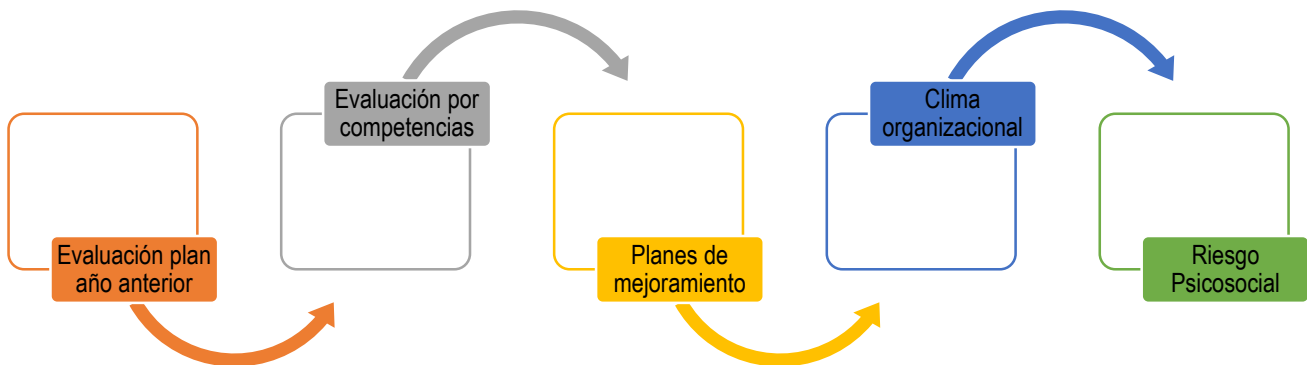 Evaluación plan
año anterior
Evaluación por
competencias
Planes de
mejoramiento
Clima
organizacional
Riesgo
Psicosocial